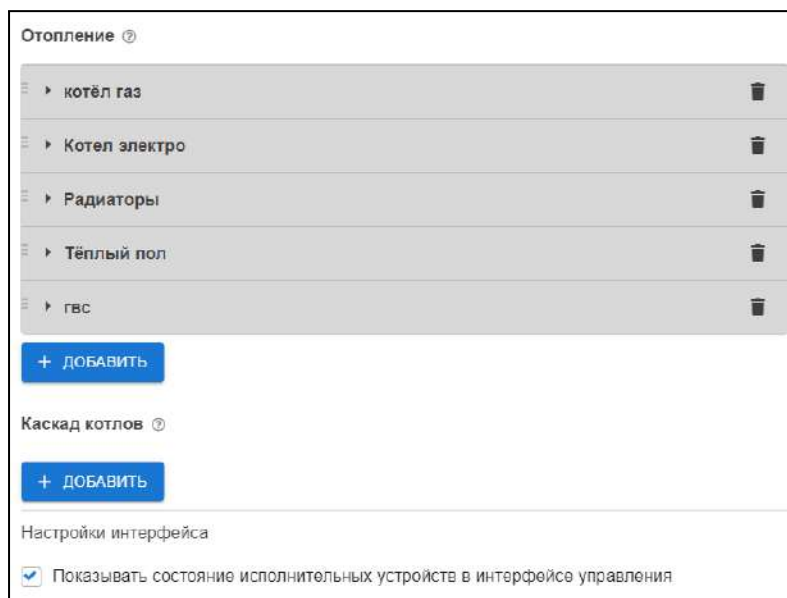 Отопление
котёл газ
Котел электро
Радиаторы
Тёплый пол
гвс
+ ДОБАВИТЬ
Каскад котлов
+ ДОБАВИТЬ
Настройки интерфейса
Показывать состояние исполнительных устройств в интерфейсе управления